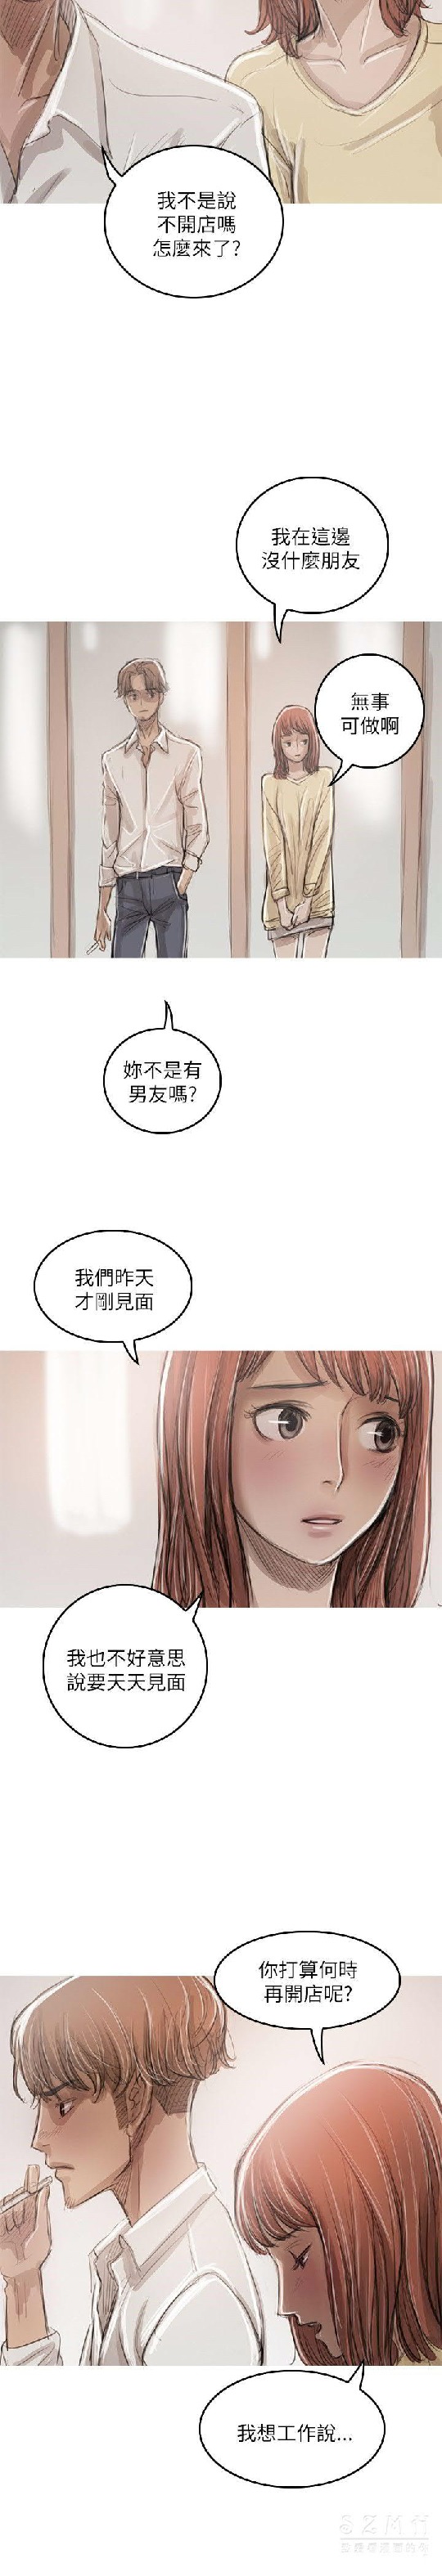 我不是說
不開店嗎
怎麼來了?
我在這邊
沒什麼朋友
無事
可做啊
妳不是有
男友嗎?
我們昨天
才剛見面
我也不好意思
說要天天見面
你打算何時
再開店呢?
我想工作說...